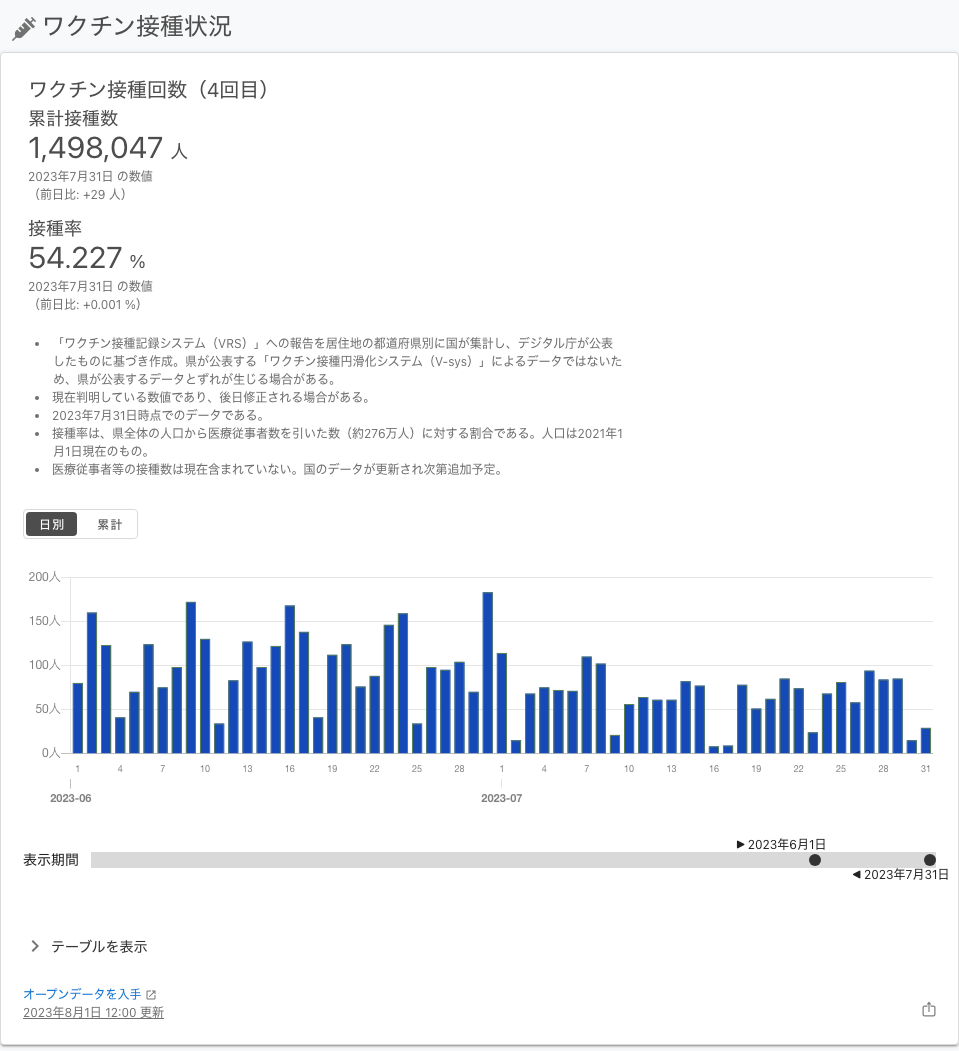 ワクチン接種状況
ワクチン接種回数（4回目）
累計接種数
1,498,047 人
2023年7月31日 の数値
（前日比: +29 人）
接種率
54.227 %
2023年7月31日 の数値
（前日比: +0.001 %）
• 「ワクチン接種記録システム（VRS）」への報告を居住地の都道府県別に国が集計し、デジタル庁が公表
したものに基づき作成。県が公表する「ワクチン接種円滑化システム（V-sys）」によるデータではないた
め、県が公表するデータとずれが生じる場合がある。
• 現在判明している数値であり、後日修正される場合がある。
• 2023年7月31日時点でのデータである。
• 接種率は、県全体の人口から医療従事者数を引いた数（約276万人）に対する割合である。人口は2021年1
月1日現在のもの。
• 医療従事者等の接種数は現在含まれていない。国のデータが更新され次第追加予定。
日別 累計
200人
150人
100人
50人
0人
1 4 7 10 13 16 19 22 25 28 1 4 7 10 13 16 19 22 25 28 31
2023-06 2023-07
▶ 2023年6月1日
表示期間
◀ 2023年7月31日
テーブルを表示
オープンデータを入手
2023年8月1日 12:00 更新